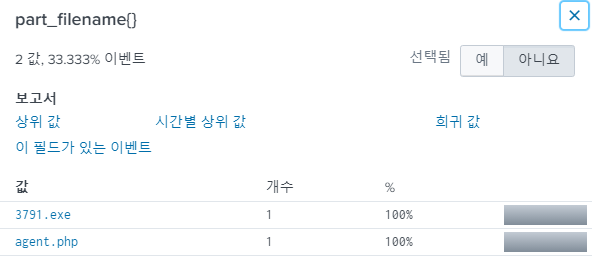 part_filename{}
2 값, 33.333% 이벤트
선택됨 예 아니요
보고서
상위 값 시간별 상위 값 희귀 값
이 필드가 있는 이벤트
값 개수 %
3791.exe 1 100%
agent.php 1 100%